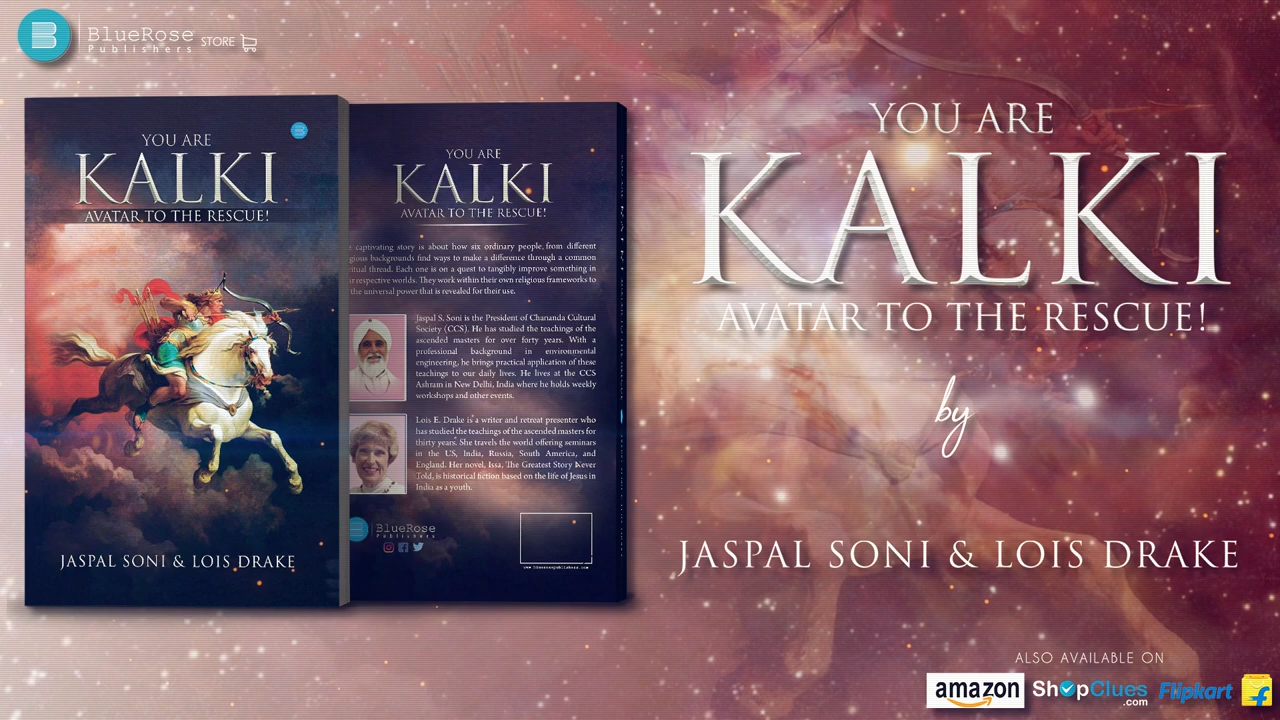 BlueRose
Publishers
STORE
YOU ARE
KALKI
AVATAR TO THE RESCUE!
JASPAL SONI & LOIS DRAKE
YOU ARE
KALKI
AVATAR TO THE RESCUE!
captivating story is about how six ordinary people, from different
backgrounds find ways to make a difference through a common
thread. Each one is on a quest to tangibly improve something in
respective worlds. They work within their own religious frameworks to
the universal power that is revealed for their use.
Jaspal S. Soni is the President of Chananda Cultural
Society (CCS). He has studied the teachings of the
ascended masters for over forty years. With a
professional background in environmental
engineering, he brings practical application of these
teachings to our daily lives. He lives at the CCS
Ashram in New Delhi, India where he holds weekly
workshops and other events.
Lois E. Drake is a writer and retreat presenter who
has studied the teachings of the ascended masters for
thirty years. She travels the world offering seminars
in the US, India, Russia, South America, and
England. Her novel, Issa, The Greatest Story Never
Told, is historical fiction based on the life of Jesus in
India as a youth.
BlueRose
Publishers
www.bluerosepublishers.com
YOU ARE
KALKI
AVATAR TO THE RESCUE!
by
JASPAL SONI & LOIS DRAKE
ALSO AVAILABLE ON
amazon
ShopClues
.com
Flipkart